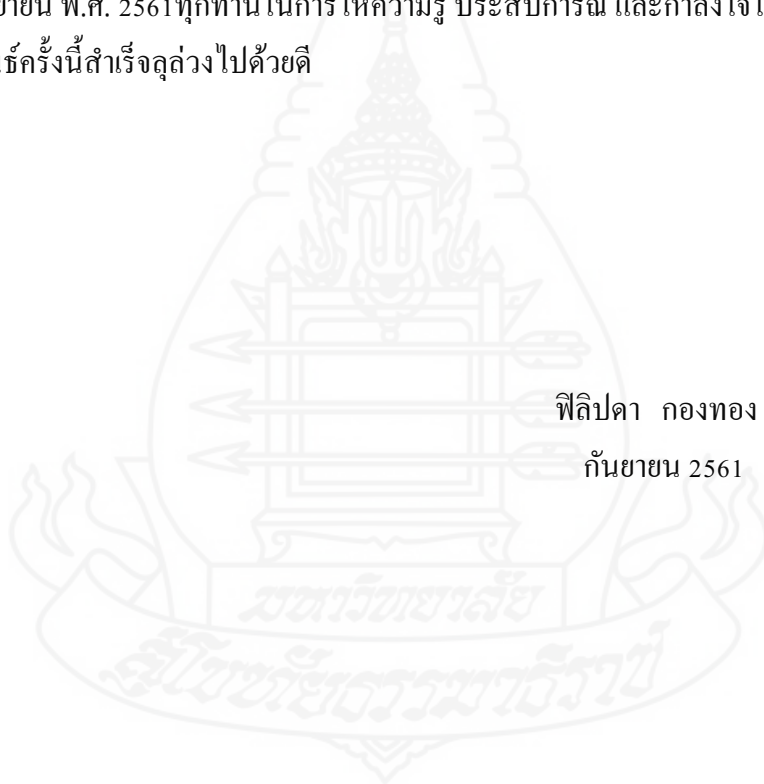 พ.ศ. 2561ทุกท่านในการให้ความรู้ ประสบการณ์ และกำลังใจ
ครั้งนี้สำเร็จลุล่วงไปด้วยดี
ฟิลิปดา กองทอง
กันยายน 2561
มหาวิทยาลัย
สุโขทัยธรรมาธิราช